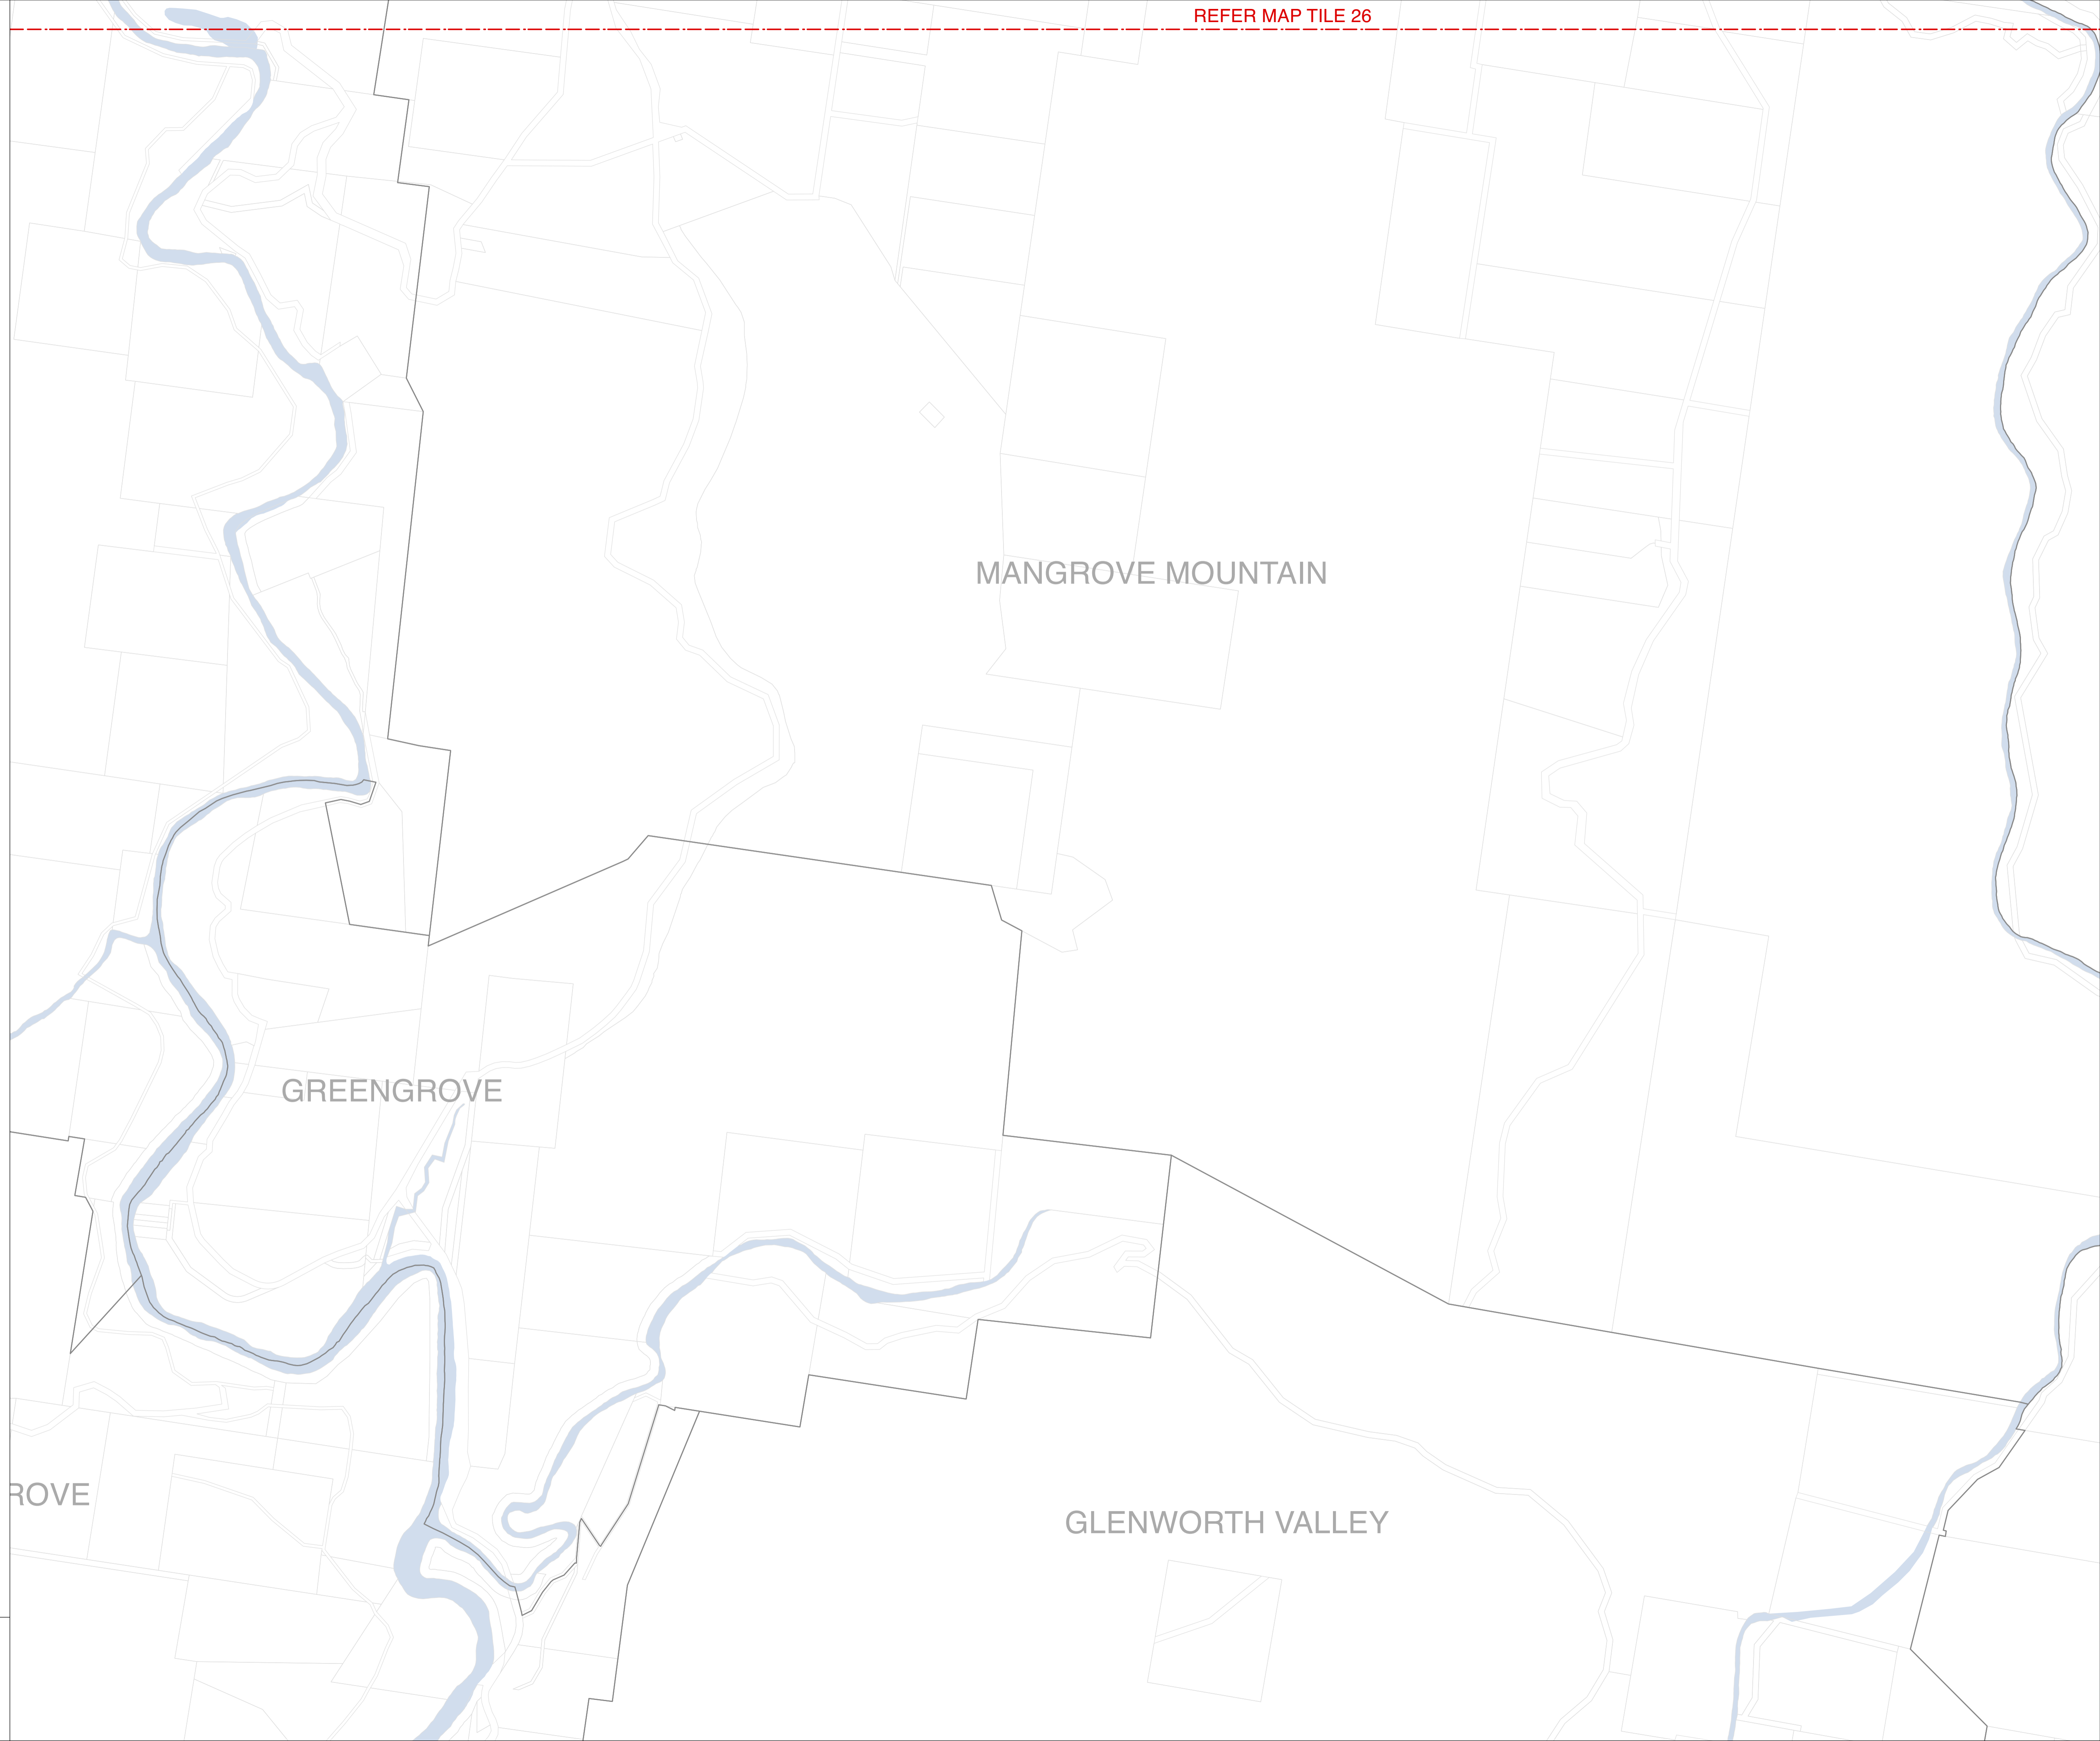 REFER MAP TILE 26
MANGROVE MOUNTAIN
GREENGROVE
ROVE
GLENWORTH VALLEY